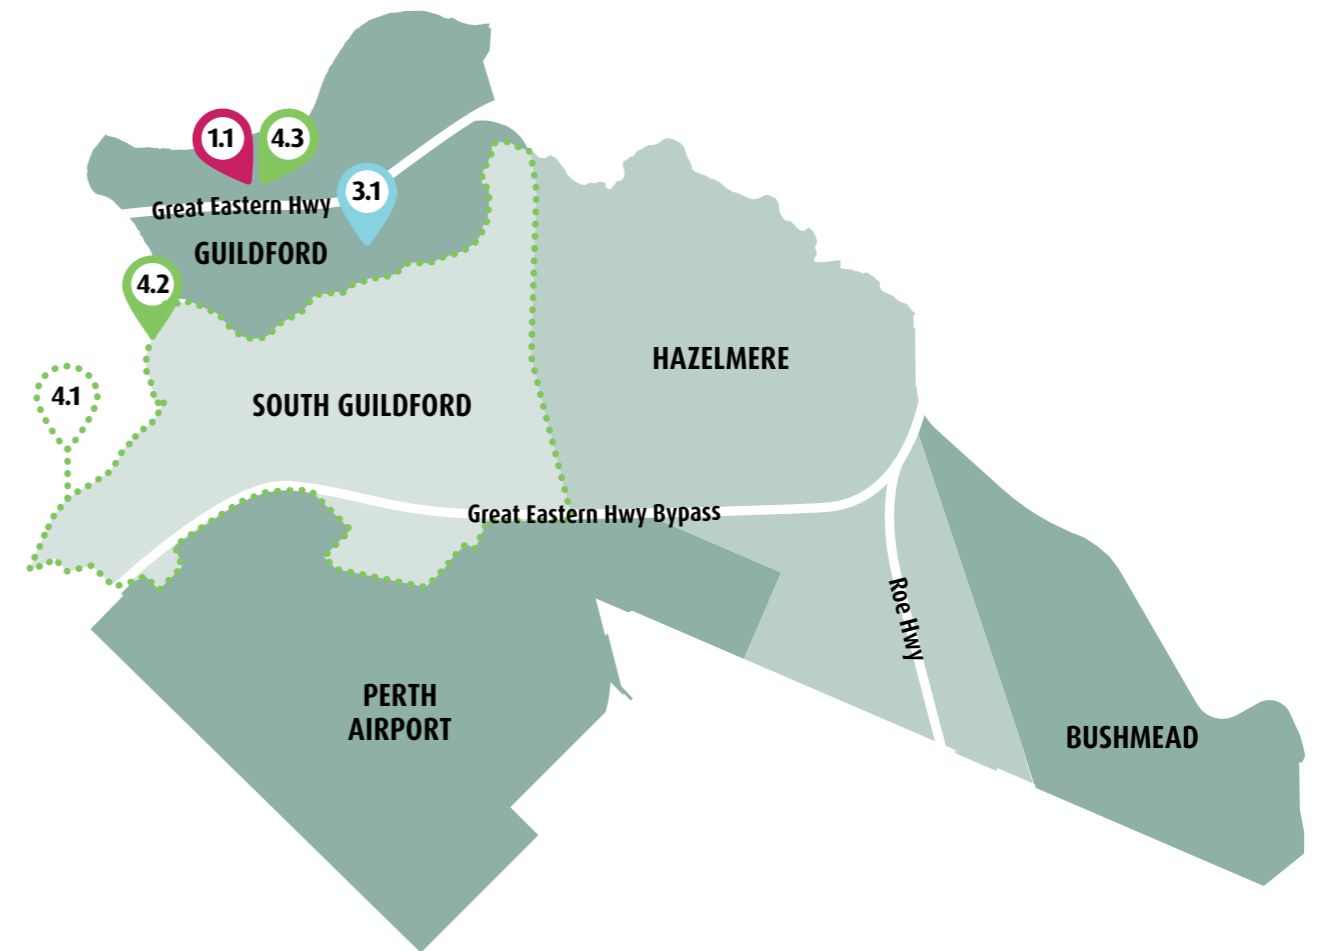 1.1
4.3
3.1
Great Eastern Hwy
GUILDFORD
4.2
HAZELMERE
4.1
SOUTH GUILDFORD
Great Eastern Hwy Bypass
Roe Hwy
PERTH
AIRPORT
BUSHMEAD